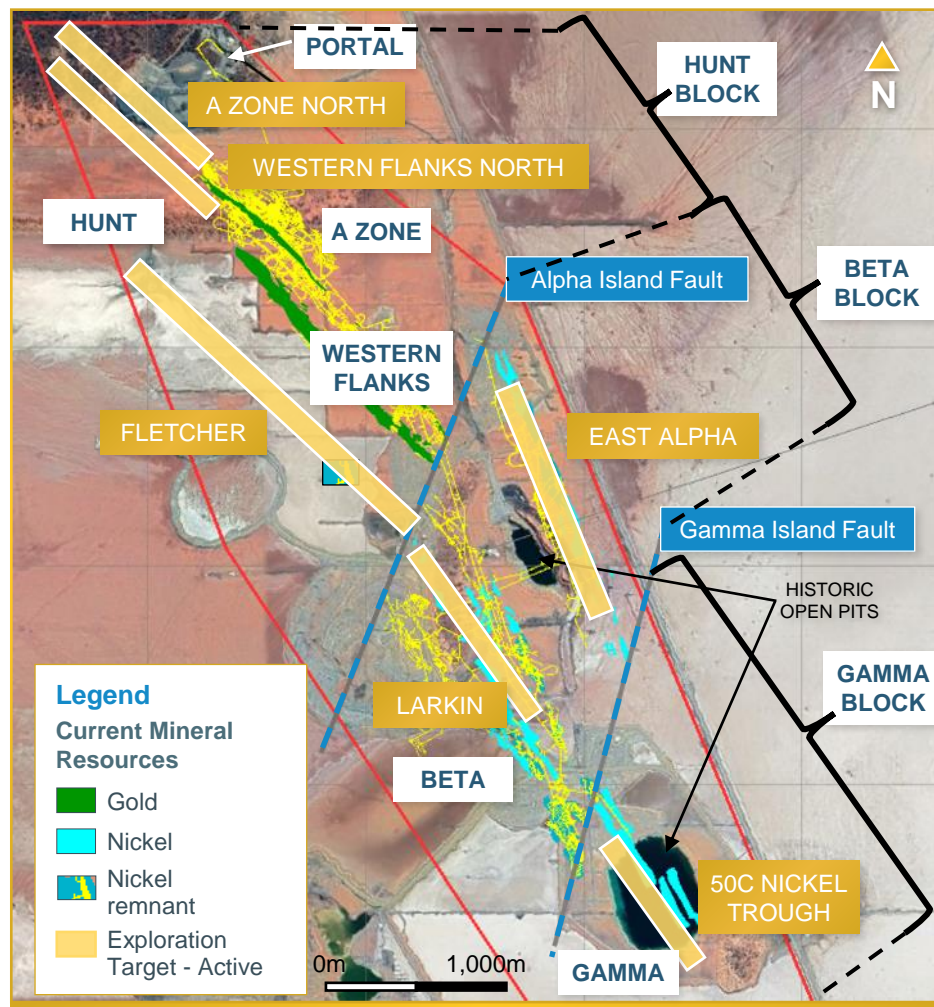 PORTAL
HUNT
BLOCK
N
A ZONE NORTH
WESTERN FLANKS NORTH
HUNT
A ZONE
BETA
BLOCK
Alpha Island Fault
WESTERN
FLANKS
FLETCHER
EAST ALPHA
Gamma Island Fault
HISTORIC
OPEN PITS
GAMMA
BLOCK
LARKIN
BETA
50C NICKEL
TROUGH
GAMMA
Legend
Current Mineral
Resources
Gold
Nickel
Nickel
remnant
Exploration
Target - Active
0m 1,000m